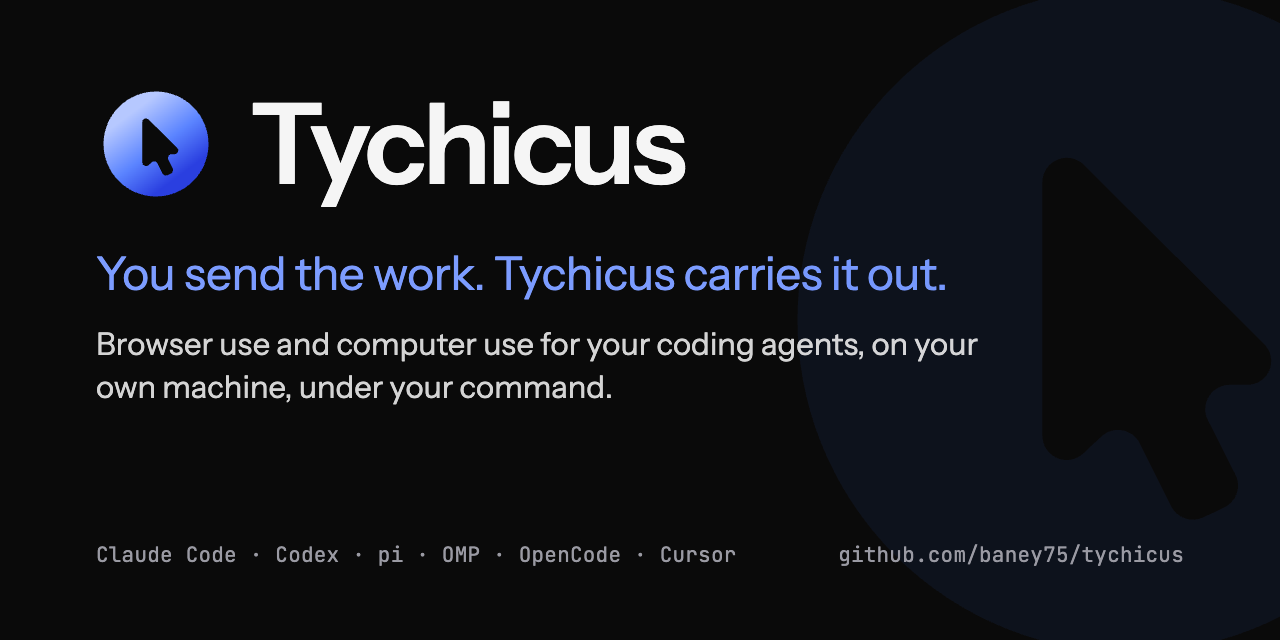 Tychicus
You send the work. Tychicus carries it out.
Browser use and computer use for your coding agents, on your
own machine, under your command.
Claude Code · Codex · pi · OMP · OpenCode · Cursor
github.com/baney75/tychicus